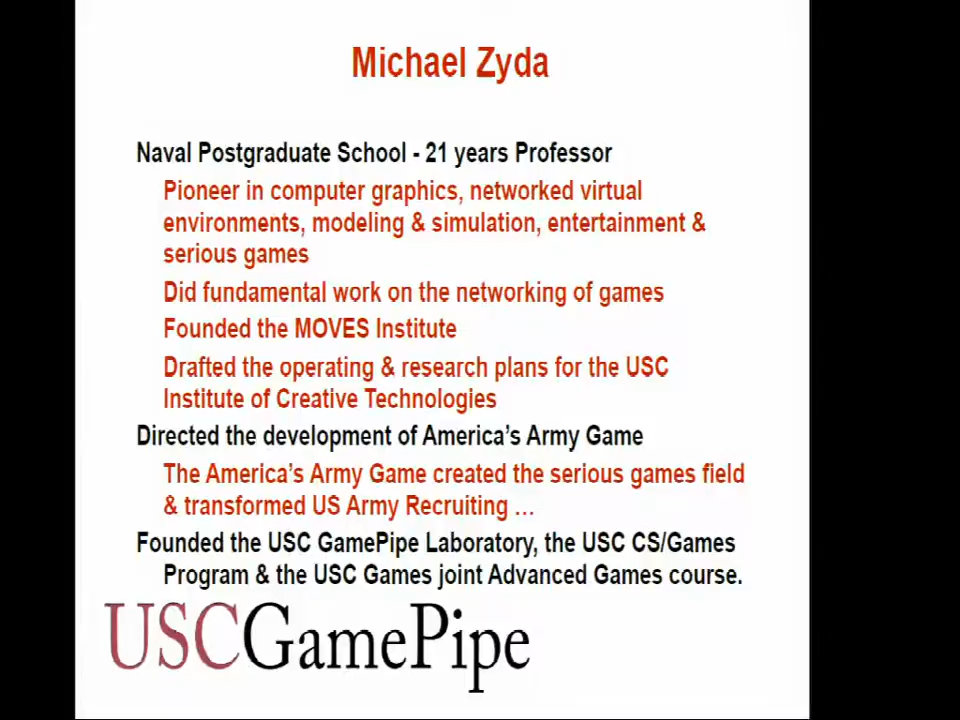 Michael Zyda
Naval Postgraduate School - 21 years Professor
Pioneer in computer graphics, networked virtual
environments, modeling & simulation, entertainment &
serious games
Did fundamental work on the networking of games
Founded the MOVES Institute
Drafted the operating & research plans for the USC
Institute of Creative Technologies
Directed the development of America's Army Game
The America's Army Game created the serious games field
& transformed US Army Recruiting …
Founded the USC GamePipe Laboratory, the USC CS/Games
Program & the USC Games joint Advanced Games course.
USCGamePipe